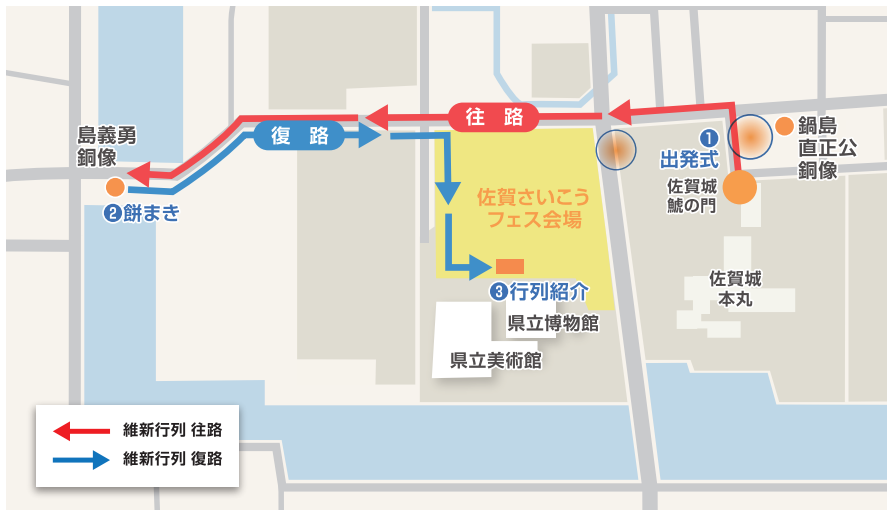 往 路
復 路
島義勇
銅像
❷餅まき
❶
出発式
鍋島
直正公
銅像
佐賀城
鯱の門
佐賀さいこう
フェス会場
❸行列紹介
県立博物館
県立美術館
佐賀城
本丸
維新行列 往路
維新行列 復路